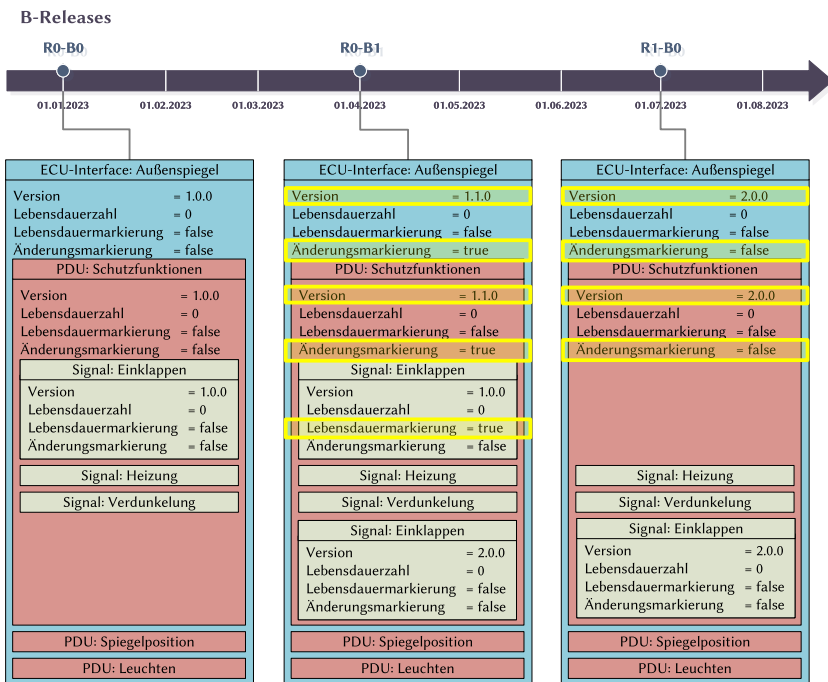 B-Releases
R0-B0
R0-B1
R1-B0
01.01.2023
01.02.2023
01.03.2023
01.04.2023
01.05.2023
01.06.2023
01.07.2023
01.08.2023
ECU-Interface: Außenspiegel
Version = 1.0.0
Lebensdauerzahl = 0
Lebensdauermarkierung = false
Änderungsmarkierung = false
PDU: Schutzfunktionen
Version = 1.0.0
Lebensdauerzahl = 0
Lebensdauermarkierung = false
Änderungsmarkierung = false
Signal: Einklappen
Version = 1.0.0
Lebensdauerzahl = 0
Lebensdauermarkierung = false
Änderungsmarkierung = false
Signal: Heizung
Signal: Verdunkelung
PDU: Spiegelposition
PDU: Leuchten
ECU-Interface: Außenspiegel
Version = 1.1.0
Lebensdauerzahl = 0
Lebensdauermarkierung = false
Änderungsmarkierung = true
PDU: Schutzfunktionen
Version = 1.1.0
Lebensdauerzahl = 0
Lebensdauermarkierung = false
Änderungsmarkierung = true
Signal: Einklappen
Version = 1.0.0
Lebensdauerzahl = 0
Lebensdauermarkierung = true
Änderungsmarkierung = false
Signal: Heizung
Signal: Verdunkelung
Signal: Einklappen
Version = 2.0.0
Lebensdauerzahl = 0
Lebensdauermarkierung = false
Änderungsmarkierung = false
PDU: Spiegelposition
PDU: Leuchten
ECU-Interface: Außenspiegel
Version = 2.0.0
Lebensdauerzahl = 0
Lebensdauermarkierung = false
Änderungsmarkierung = false
PDU: Schutzfunktionen
Version = 2.0.0
Lebensdauerzahl = 0
Lebensdauermarkierung = false
Änderungsmarkierung = false
Signal: Heizung
Signal: Verdunkelung
Signal: Einklappen
Version = 2.0.0
Lebensdauerzahl = 0
Lebensdauermarkierung = false
Änderungsmarkierung = false
PDU: Spiegelposition
PDU: Leuchten